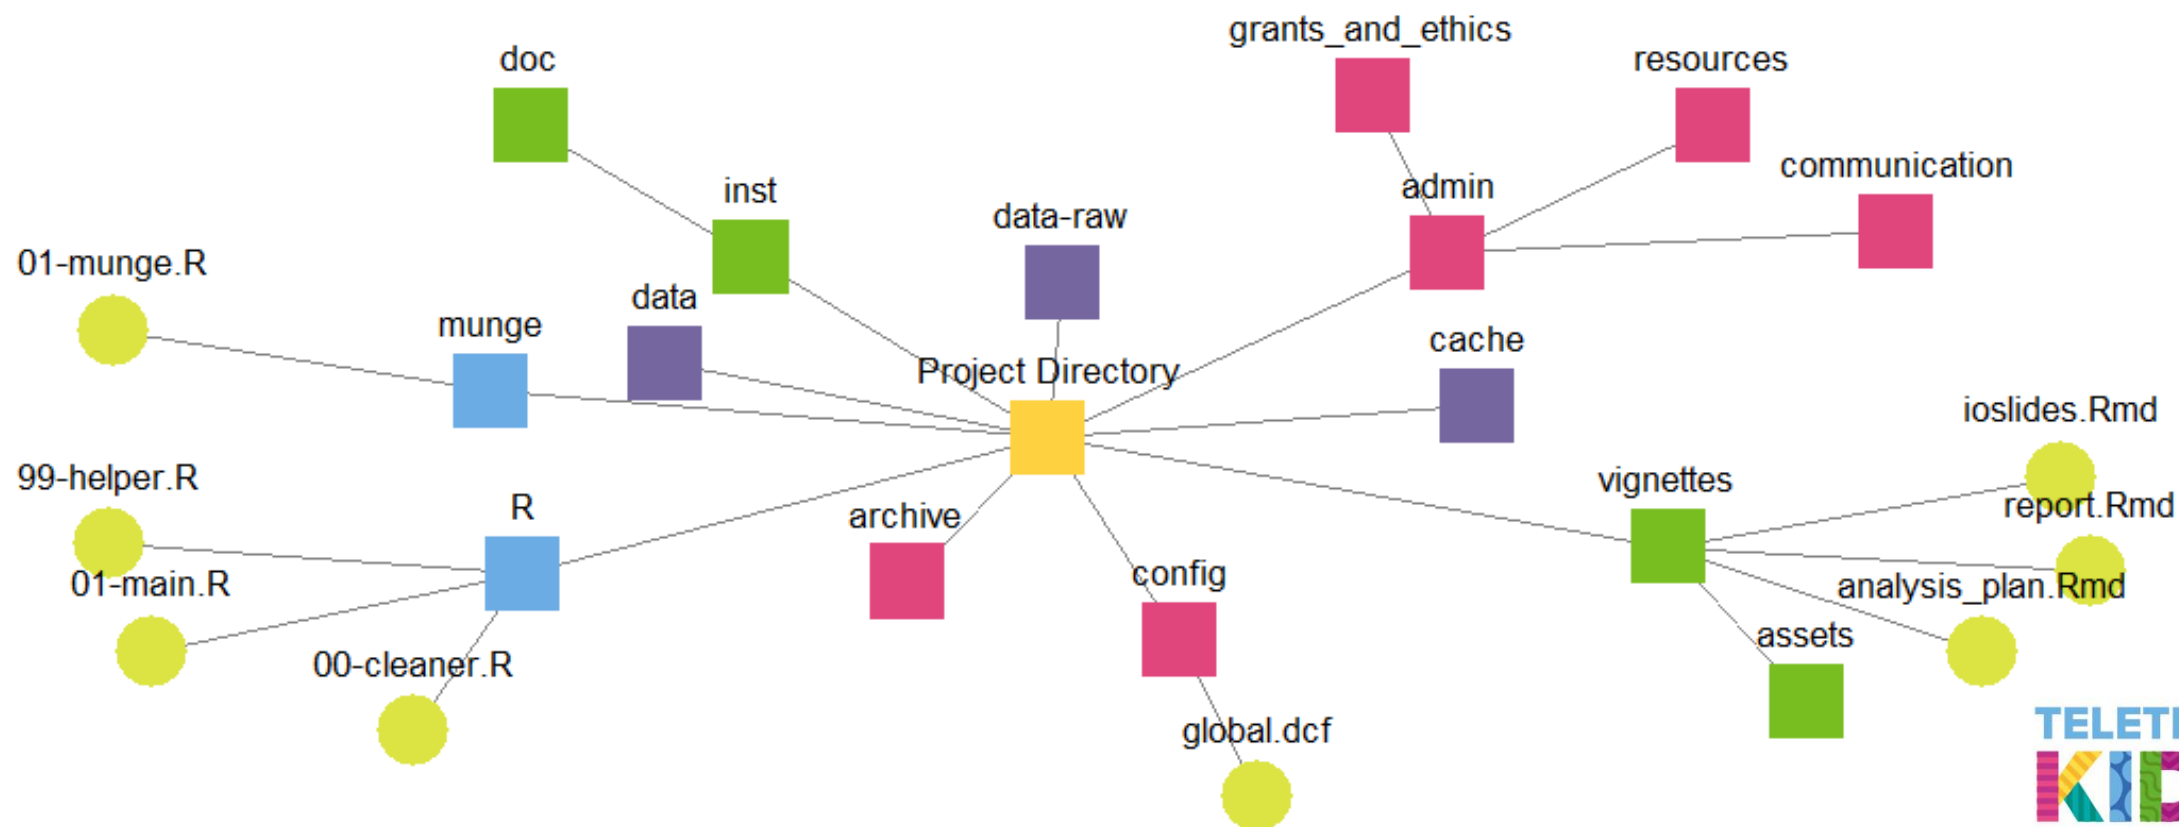 grants_and_ethics
doc
resources
communication
inst
admin
data-raw
01-munge.R
data
munge
cache
Project Directory
ioslides.Rmd
99-helper.R
vignettes
R
report.Rmd
archive
config
01-main.R
analysis_plan.Rmd
assets
00-cleaner.R
global.dcf